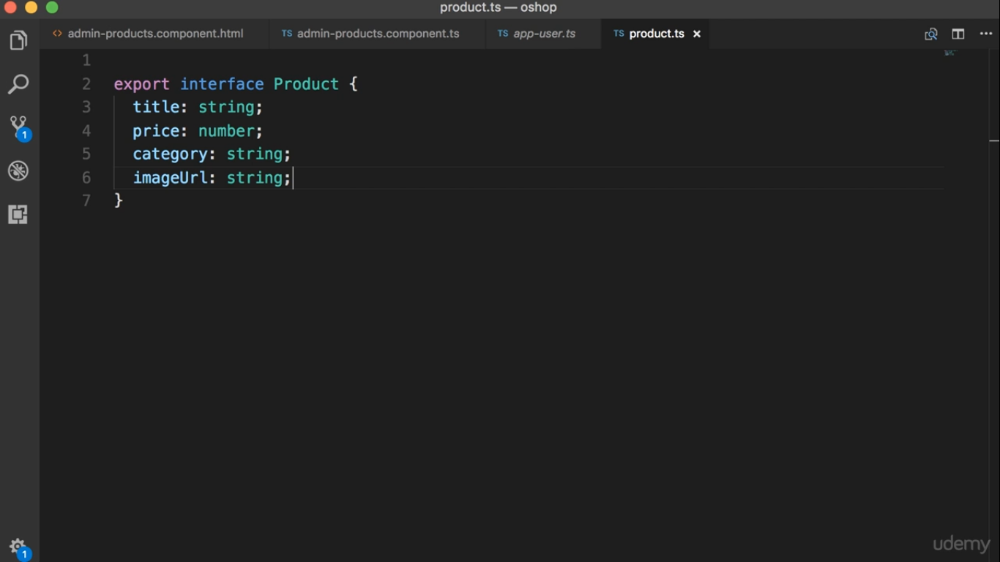 product.ts — oshop
<> admin-products.component.html
TS admin-products.component.ts
TS app-user.ts
TS product.ts ×
1
2 export interface Product {
3 title: string;
4 price: number;
5 category: string;
6 imageUrl: string;
7 }
1
1
udemy